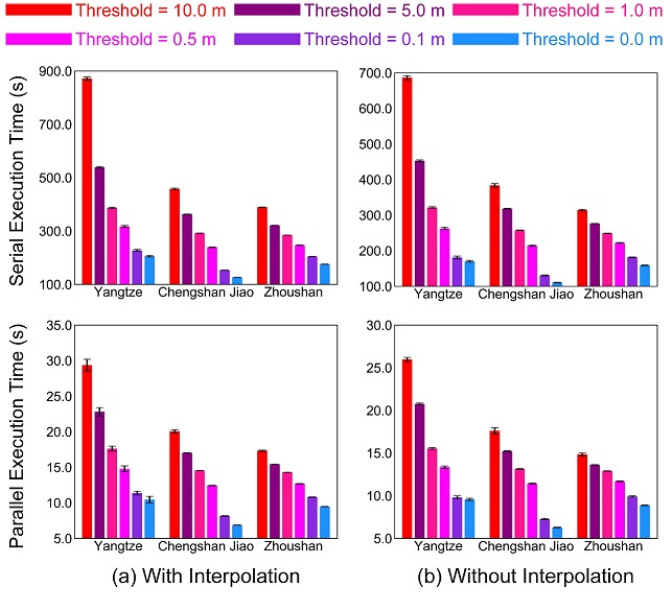 Threshold = 10.0 m Threshold = 5.0 m Threshold = 1.0 m
Threshold = 0.5 m Threshold = 0.1 m Threshold = 0.0 m
Serial Execution Time (s)
900.0
700.0
500.0
300.0
100.0
Yangtze Chengshan Jiao Zhoushan
700.0
600.0
500.0
400.0
300.0
200.0
100.0
Yangtze Chengshan Jiao Zhoushan
Parallel Execution Time (s)
35.0
30.0
25.0
20.0
15.0
10.0
5.0
Yangtze Chengshan Jiao Zhoushan
30.0
25.0
20.0
15.0
10.0
5.0
Yangtze Chengshan Jiao Zhoushan
(a) With Interpolation
(b) Without Interpolation